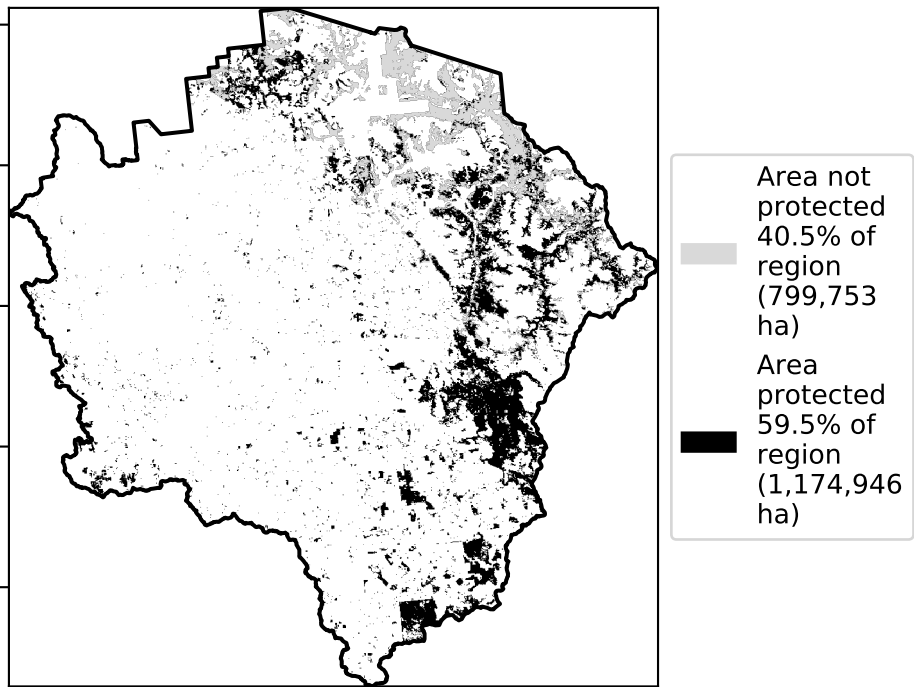 Area not
protected
40.5% of
region
(799,753
ha)
Area
protected
59.5% of
region
(1,174,946
ha)